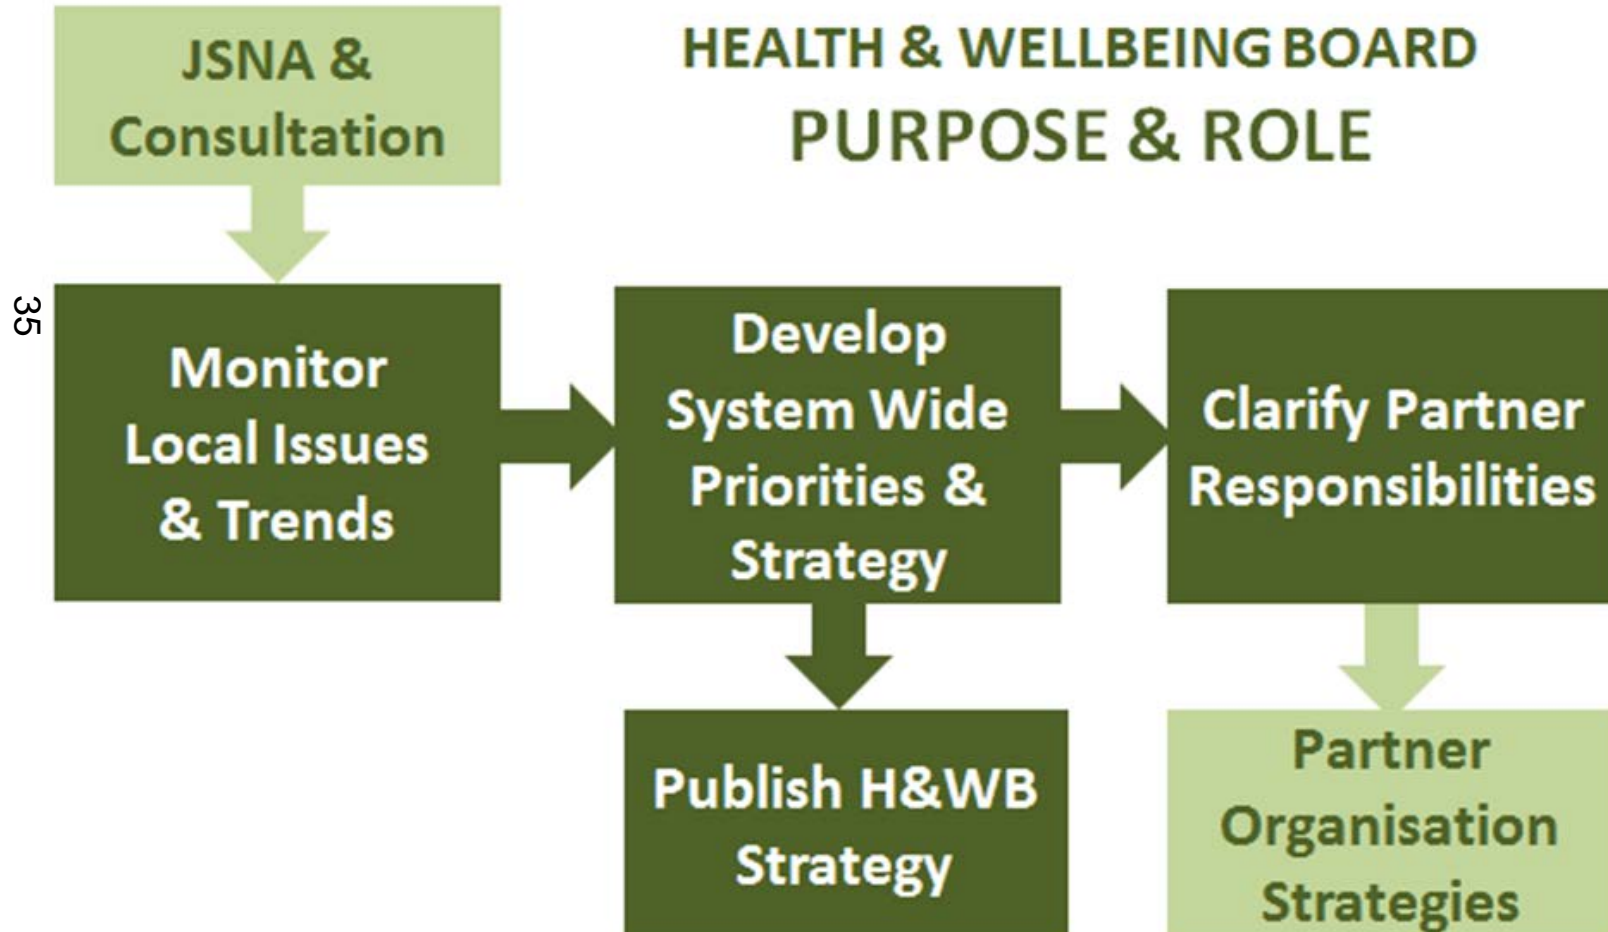 JSNA &
Consultation
HEALTH & WELLBEING BOARD
PURPOSE & ROLE
35
Monitor
Local Issues
& Trends
Develop
System Wide
Priorities &
Strategy
Clarify Partner
Responsibilities
Publish H&WB
Strategy
Partner
Organisation
Strategies